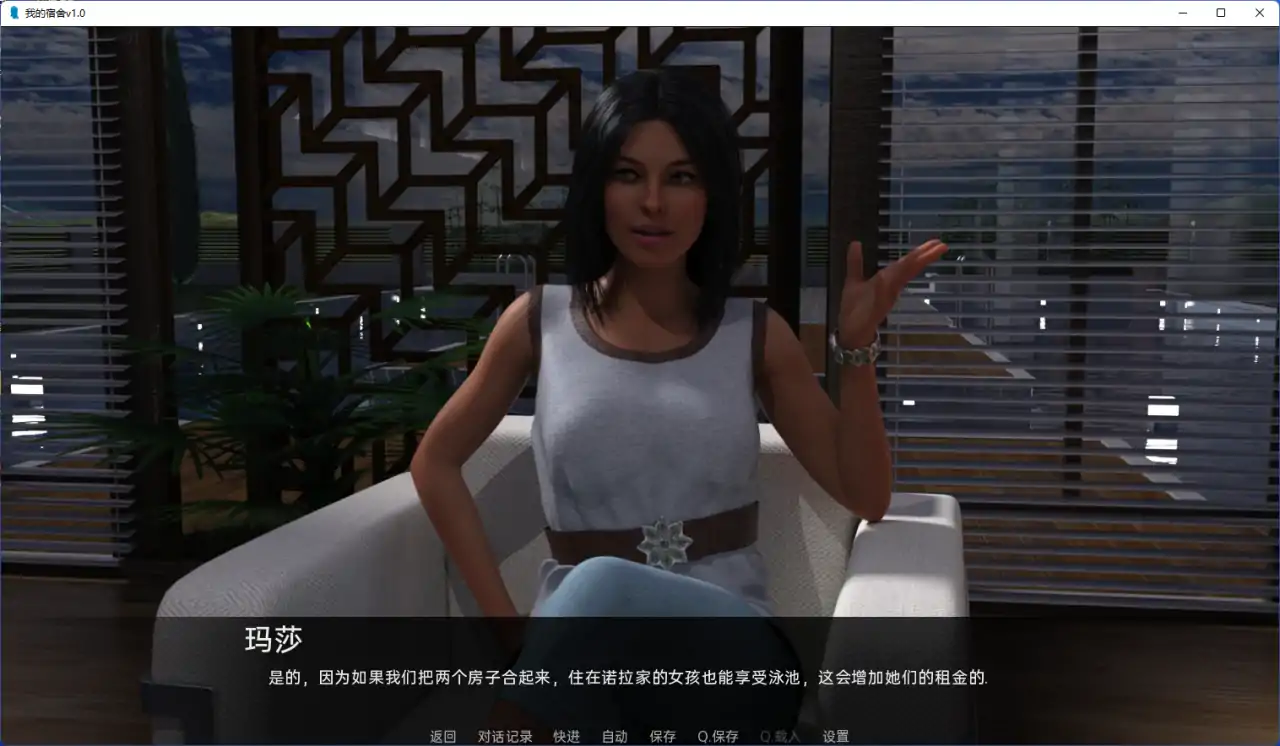 我的宿舍v1.0
玛莎
是的，因为如果我们把两个房子合起来，住在诺拉家的女孩也能享受泳池，这会增加她们的租金的.
返回 对话记录 快进 自动 保存 Q.保存 Q.载入 设置